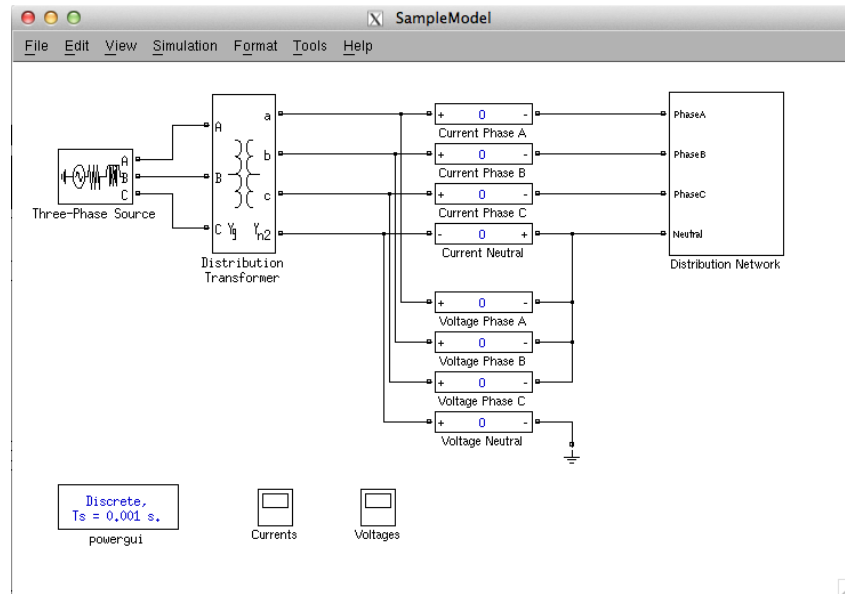 SampleModel
File Edit View Simulation Format Tools Help
Three-Phase Source
A
B
C
Distribution
Transformer
A
B
C
a
b
c
Yg
Yn2
+ 0 -
Current Phase A
+ 0 -
Current Phase B
+ 0 -
Current Phase C
- 0 +
Current Neutral
+ 0 -
Voltage Phase A
+ 0 -
Voltage Phase B
+ 0 -
Voltage Phase C
+ 0 -
Voltage Neutral
PhaseA
PhaseB
PhaseC
Neutral
Distribution Network
Discrete,
Ts = 0.001 s.
powergui
Currents
Voltages